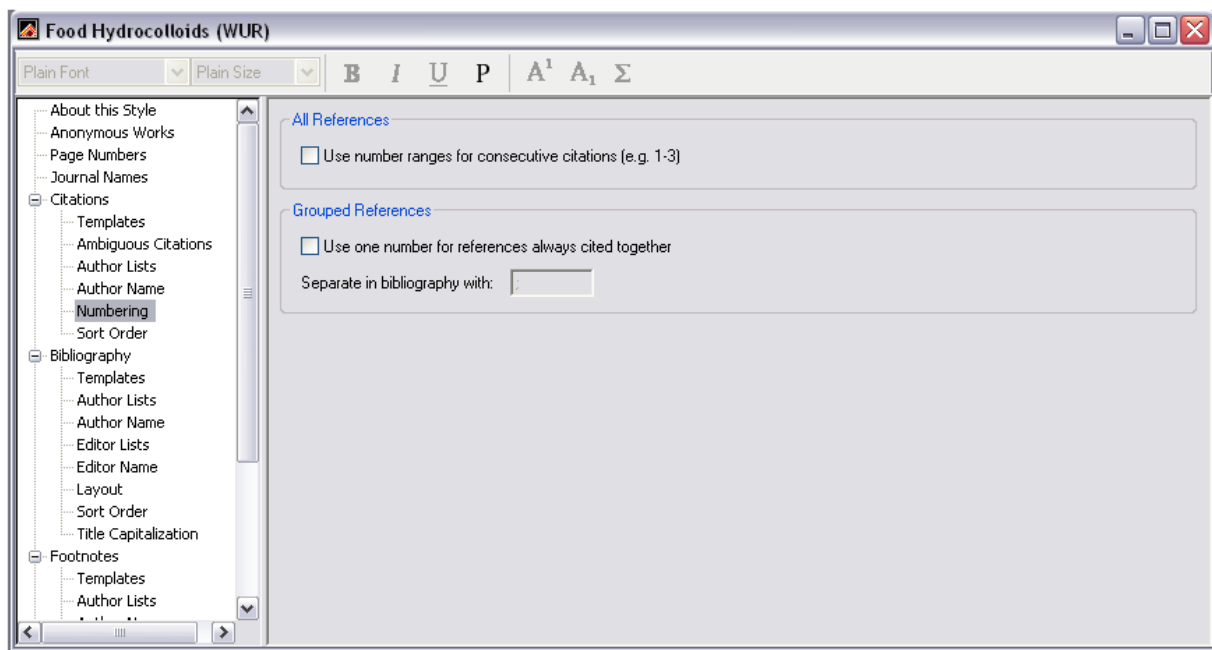 Food Hydrocolloids (WUR)
Plain Font Plain Size B I U P A1 A1 Σ
About this Style
Anonymous Works
Page Numbers
Journal Names
Citations
Templates
Ambiguous Citations
Author Lists
Author Name
Numbering
Sort Order
Bibliography
Templates
Author Lists
Author Name
Editor Lists
Editor Name
Layout
Sort Order
Title Capitalization
Footnotes
Templates
Author Lists
All References
Use number ranges for consecutive citations (e.g. 1-3)
Grouped References
Use one number for references always cited together
Separate in bibliography with: ;